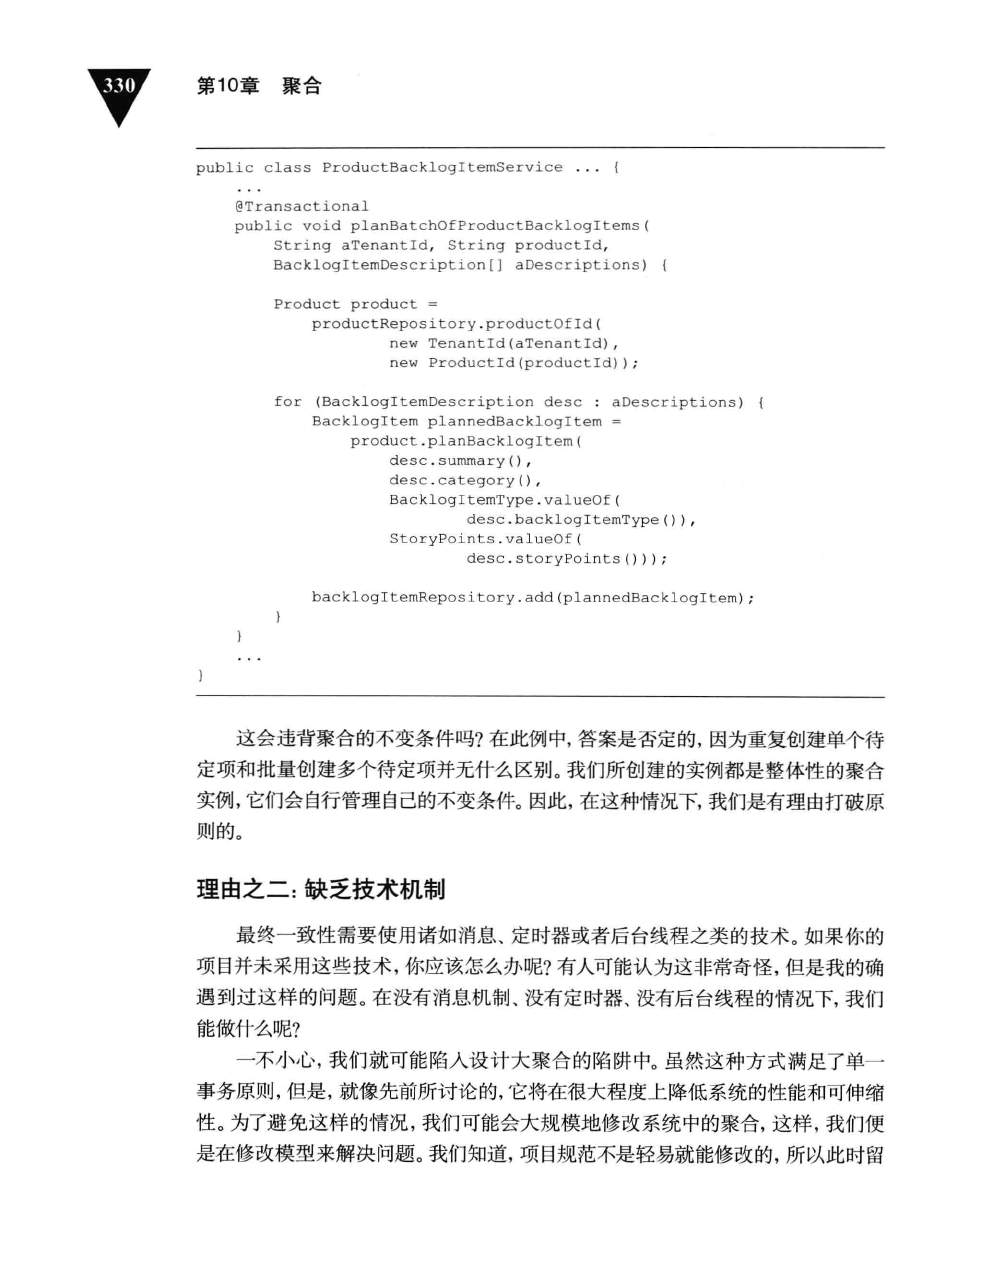 330
第10章 聚合
public class ProductBacklogItemService ... {
    ...
    @Transactional
    public void planBatchOfProductBacklogItems(
        String aTenantId, String productId,
        BacklogItemDescription[] aDescriptions) {

        Product product =
            productRepository.productOfId(
                    new TenantId(aTenantId),
                    new ProductId(productId));

        for (BacklogItemDescription desc : aDescriptions) {
            BacklogItem plannedBacklogItem =
                product.planBacklogItem(
                    desc.summary(),
                    desc.category(),
                    BacklogItemType.valueOf(
                            desc.backlogItemType()),
                    StoryPoints.valueOf(
                            desc.storyPoints()));

            backlogItemRepository.add(plannedBacklogItem);
        }
    }
    ...
}
这会违背聚合的不变条件吗?在此例中,答案是否定的,因为重复创建单个待
定项和批量创建多个待定项并无什么区别。我们所创建的实例都是整体性的聚合
实例,它们会自行管理自己的不变条件。因此,在这种情况下,我们是有理由打破原
则的。
理由之二:缺乏技术机制
最终一致性需要使用诸如消息、定时器或者后台线程之类的技术。如果你的
项目并未采用这些技术,你应该怎么办呢?有人可能认为这非常奇怪,但是我的确
遇到过这样的问题。在没有消息机制、没有定时器、没有后台线程的情况下,我们
能做什么呢?
一不小心,我们就可能陷入设计大聚合的陷阱中。虽然这种方式满足了单一
事务原则,但是,就像先前所讨论的,它将在很大程度上降低系统的性能和可伸缩
性。为了避免这样的情况,我们可能会大规模地修改系统中的聚合,这样,我们便
是在修改模型来解决问题。我们知道,项目规范不是轻易就能修改的,所以此时留